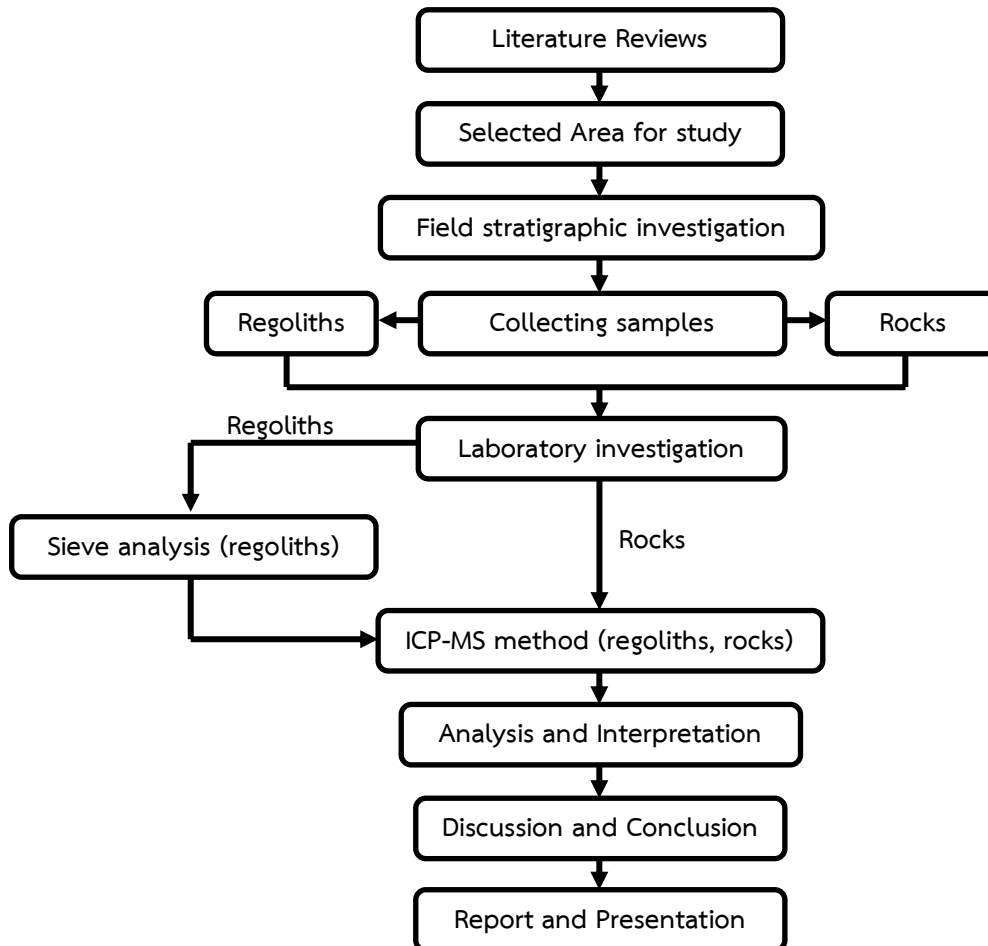 Literature Reviews
Selected Area for study
Field stratigraphic investigation
Regoliths
Collecting samples
Rocks
Regoliths
Laboratory investigation
Sieve analysis (regoliths)
Rocks
ICP-MS method (regoliths, rocks)
Analysis and Interpretation
Discussion and Conclusion
Report and Presentation